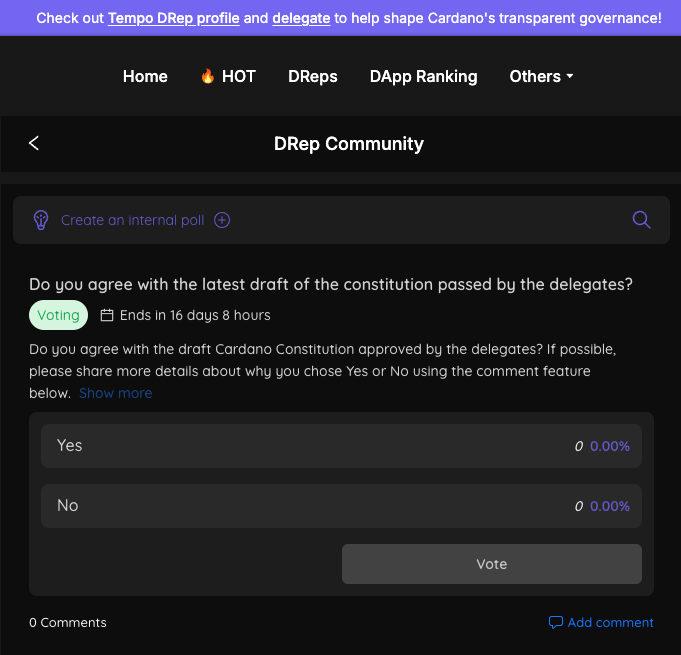 Check out Tempo DRep profile and delegate to help shape Cardano's transparent governance!
Home 🔥 HOT DReps DApp Ranking Others
DRep Community
Create an internal poll
Do you agree with the latest draft of the constitution passed by the delegates?
Voting Ends in 16 days 8 hours
Do you agree with the draft Cardano Constitution approved by the delegates? If possible,
please share more details about why you chose Yes or No using the comment feature
below. Show more
Yes 0 0.00%
No 0 0.00%
Vote
0 Comments Add comment